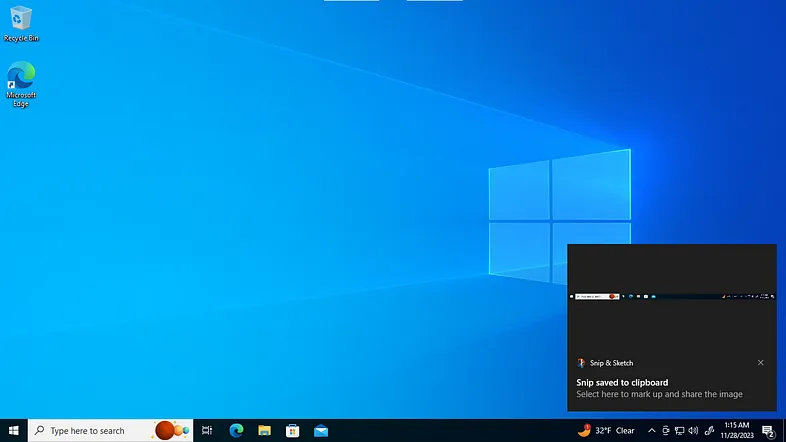 Recycle Bin
Microsoft
Edge
Snip & Sketch
Snip saved to clipboard
Select here to mark up and share the image
Type here to search
32°F Clear
1:15 AM
11/28/2023
2